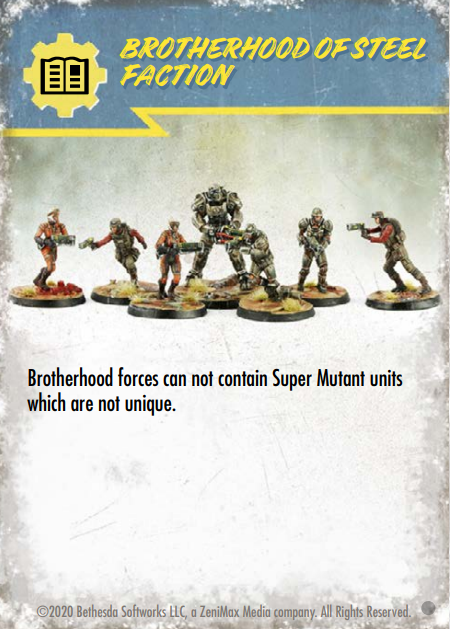 BROTHERHOOD OF STEEL
FACTION
Brotherhood forces can not contain Super Mutant units
which are not unique.
©2020 Bethesda Softworks LLC, a ZeniMax Media company. All Rights Reserved.